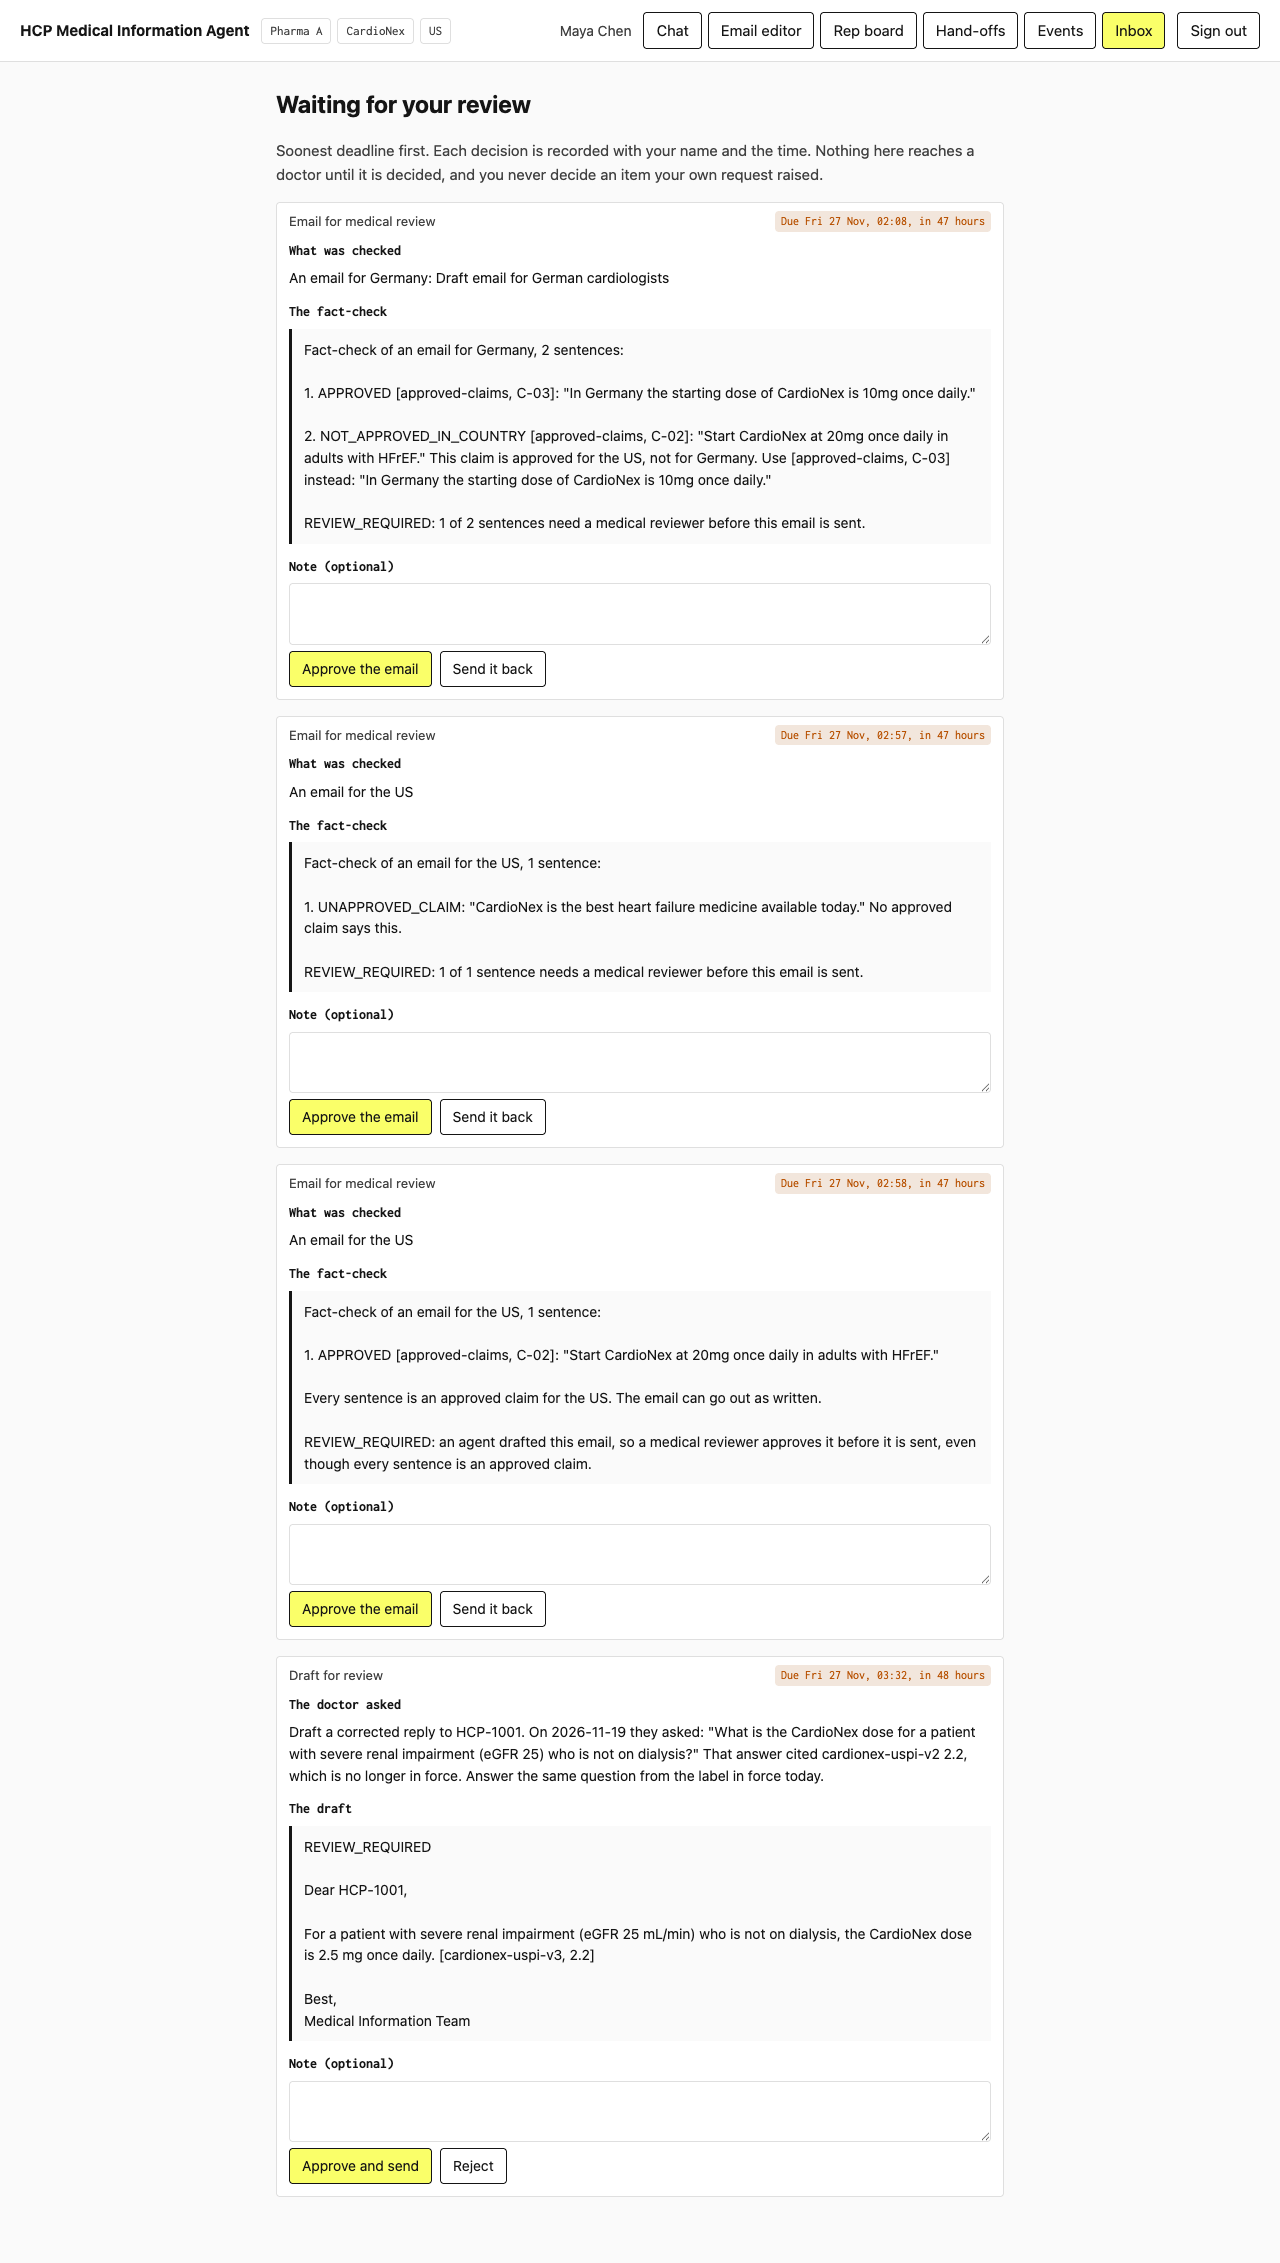 HCP Medical Information Agent
Pharma A
CardioNex
US
Maya Chen
Chat
Email editor
Rep board
Hand-offs
Events
Inbox
Sign out
Waiting for your review
Soonest deadline first. Each decision is recorded with your name and the time. Nothing here reaches a
doctor until it is decided, and you never decide an item your own request raised.
Email for medical review
Due Fri 27 Nov, 02:08, in 47 hours
What was checked
An email for Germany: Draft email for German cardiologists
The fact-check
Fact-check of an email for Germany, 2 sentences:
1. APPROVED [approved-claims, C-03]: "In Germany the starting dose of CardioNex is 10mg once daily."
2. NOT_APPROVED_IN_COUNTRY [approved-claims, C-02]: "Start CardioNex at 20mg once daily in
adults with HFrEF." This claim is approved for the US, not for Germany. Use [approved-claims, C-03]
instead: "In Germany the starting dose of CardioNex is 10mg once daily."
REVIEW_REQUIRED: 1 of 2 sentences need a medical reviewer before this email is sent.
Note (optional)
Approve the email
Send it back
Email for medical review
Due Fri 27 Nov, 02:57, in 47 hours
What was checked
An email for the US
The fact-check
Fact-check of an email for the US, 1 sentence:
1. UNAPPROVED_CLAIM: "CardioNex is the best heart failure medicine available today." No approved
claim says this.
REVIEW_REQUIRED: 1 of 1 sentence needs a medical reviewer before this email is sent.
Note (optional)
Approve the email
Send it back
Email for medical review
Due Fri 27 Nov, 02:58, in 47 hours
What was checked
An email for the US
The fact-check
Fact-check of an email for the US, 1 sentence:
1. APPROVED [approved-claims, C-02]: "Start CardioNex at 20mg once daily in adults with HFrEF."
Every sentence is an approved claim for the US. The email can go out as written.
REVIEW_REQUIRED: an agent drafted this email, so a medical reviewer approves it before it is sent, even
though every sentence is an approved claim.
Note (optional)
Approve the email
Send it back
Draft for review
Due Fri 27 Nov, 03:32, in 48 hours
The doctor asked
Draft a corrected reply to HCP-1001. On 2026-11-19 they asked: "What is the CardioNex dose for a patient
with severe renal impairment (eGFR 25) who is not on dialysis?" That answer cited cardionex-uspi-v2 2.2,
which is no longer in force. Answer the same question from the label in force today.
The draft
REVIEW_REQUIRED
Dear HCP-1001,
For a patient with severe renal impairment (eGFR 25 mL/min) who is not on dialysis, the CardioNex dose
is 2.5 mg once daily. [cardionex-uspi-v3, 2.2]
Best,
Medical Information Team
Note (optional)
Approve and send
Reject